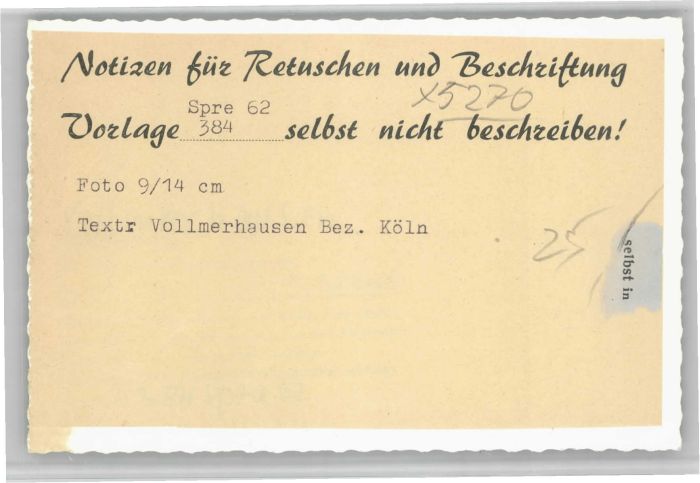 Notizen für Retuschen und Beschriftung
x5270
Spre 62
Vorlage 384 selbst nicht beschreiben!
Foto 9/14 cm
Textr Vollmerhausen Bez. Köln
25
selbst in